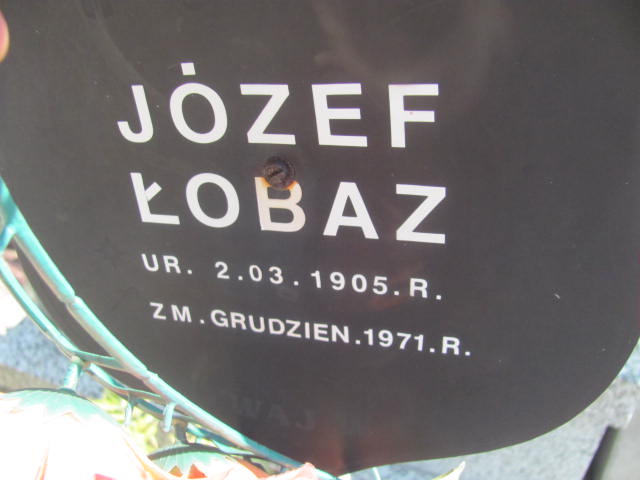 JÓZEF
ŁOBAZ
UR. 2.03.1905.R.
ZM.GRUDZIEN.1971.R.